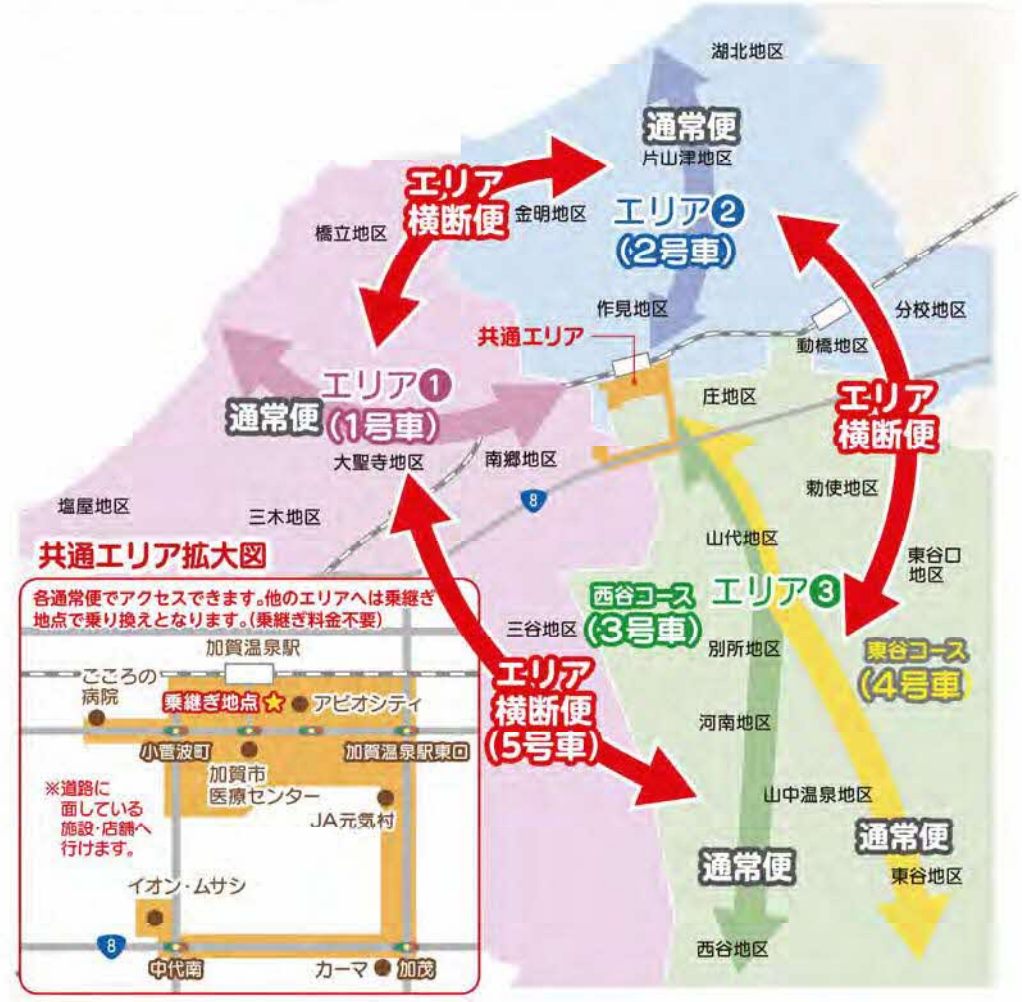 湖北地区
通常便
片山津地区
エリア
横断便
金明地区
エリア❷
(2号車)
橋立地区
作見地区
分校地区
共通エリア
動橋地区
エリア❶
(1号車)
通常便
庄地区
エリア
横断便
大聖寺地区
南郷地区
8
勅使地区
塩屋地区
三木地区
山代地区
東谷口
地区
西谷コース
(3号車)
エリア❸
三谷地区
別所地区
東谷コース
(4号車)
エリア
横断便
(5号車)
河南地区
山中温泉地区
通常便
通常便
東谷地区
西谷地区
共通エリア拡大図
各通常便でアクセスできます。他のエリアへは乗継ぎ
地点で乗り換えとなります。(乗継ぎ料金不要)
加賀温泉駅
こころの
病院
乗継ぎ地点
アビオシティ
小菅波町
加賀温泉駅東口
加賀市
医療センター
※道路に
面している
施設・店舗へ
行けます。
JA元気村
イオン・ムサシ
8
中代南
カーマ
加茂